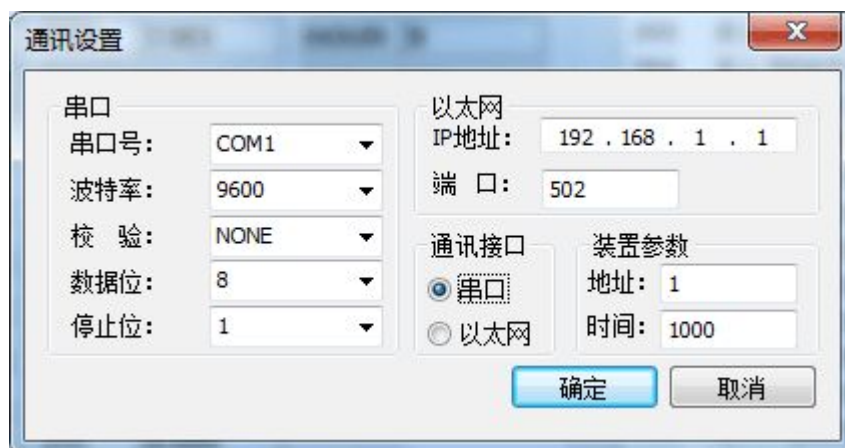 通讯设置
串口
串口号: COM1
波特率: 9600
校 验: NONE
数据位: 8
停止位: 1
以太网
IP地址: 192 . 168 . 1 . 1
端 口: 502
通讯接口
串口
以太网
装置参数
地址: 1
时间: 1000
确定 取消